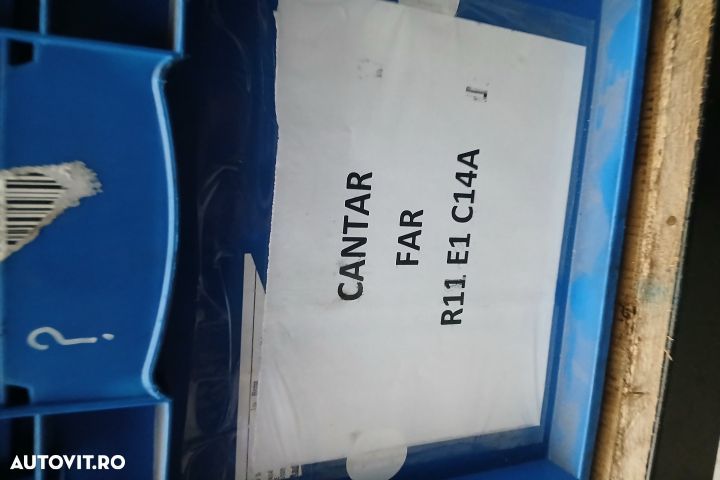 CANTAR
FAR
R11 E1 C14A
?
AUTOVIT.RO